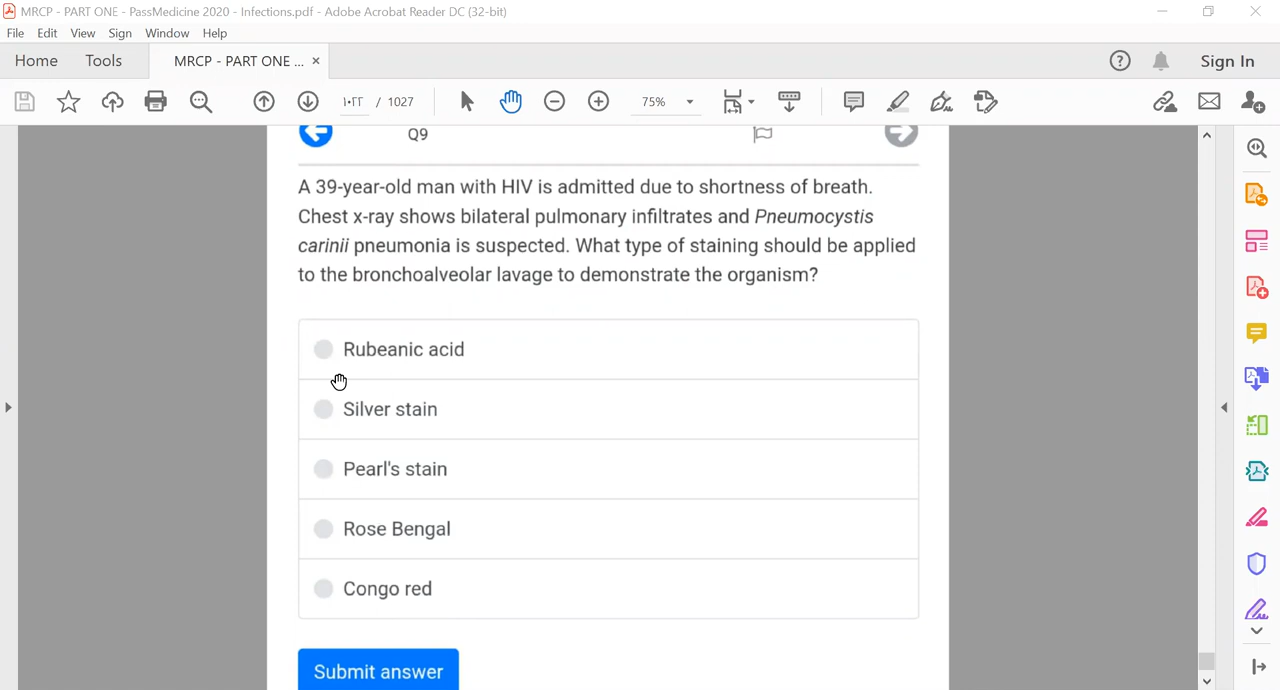 MRCP - PART ONE - PassMedicine 2020 - Infections.pdf - Adobe Acrobat Reader DC (32-bit)
File Edit View Sign Window Help
Home Tools MRCP - PART ONE ... × Sign In
١٠٢٢ / 1027 75%
Q9
A 39-year-old man with HIV is admitted due to shortness of breath.
Chest x-ray shows bilateral pulmonary infiltrates and Pneumocystis
carinii pneumonia is suspected. What type of staining should be applied
to the bronchoalveolar lavage to demonstrate the organism?
Rubeanic acid
Silver stain
Pearl's stain
Rose Bengal
Congo red
Submit answer